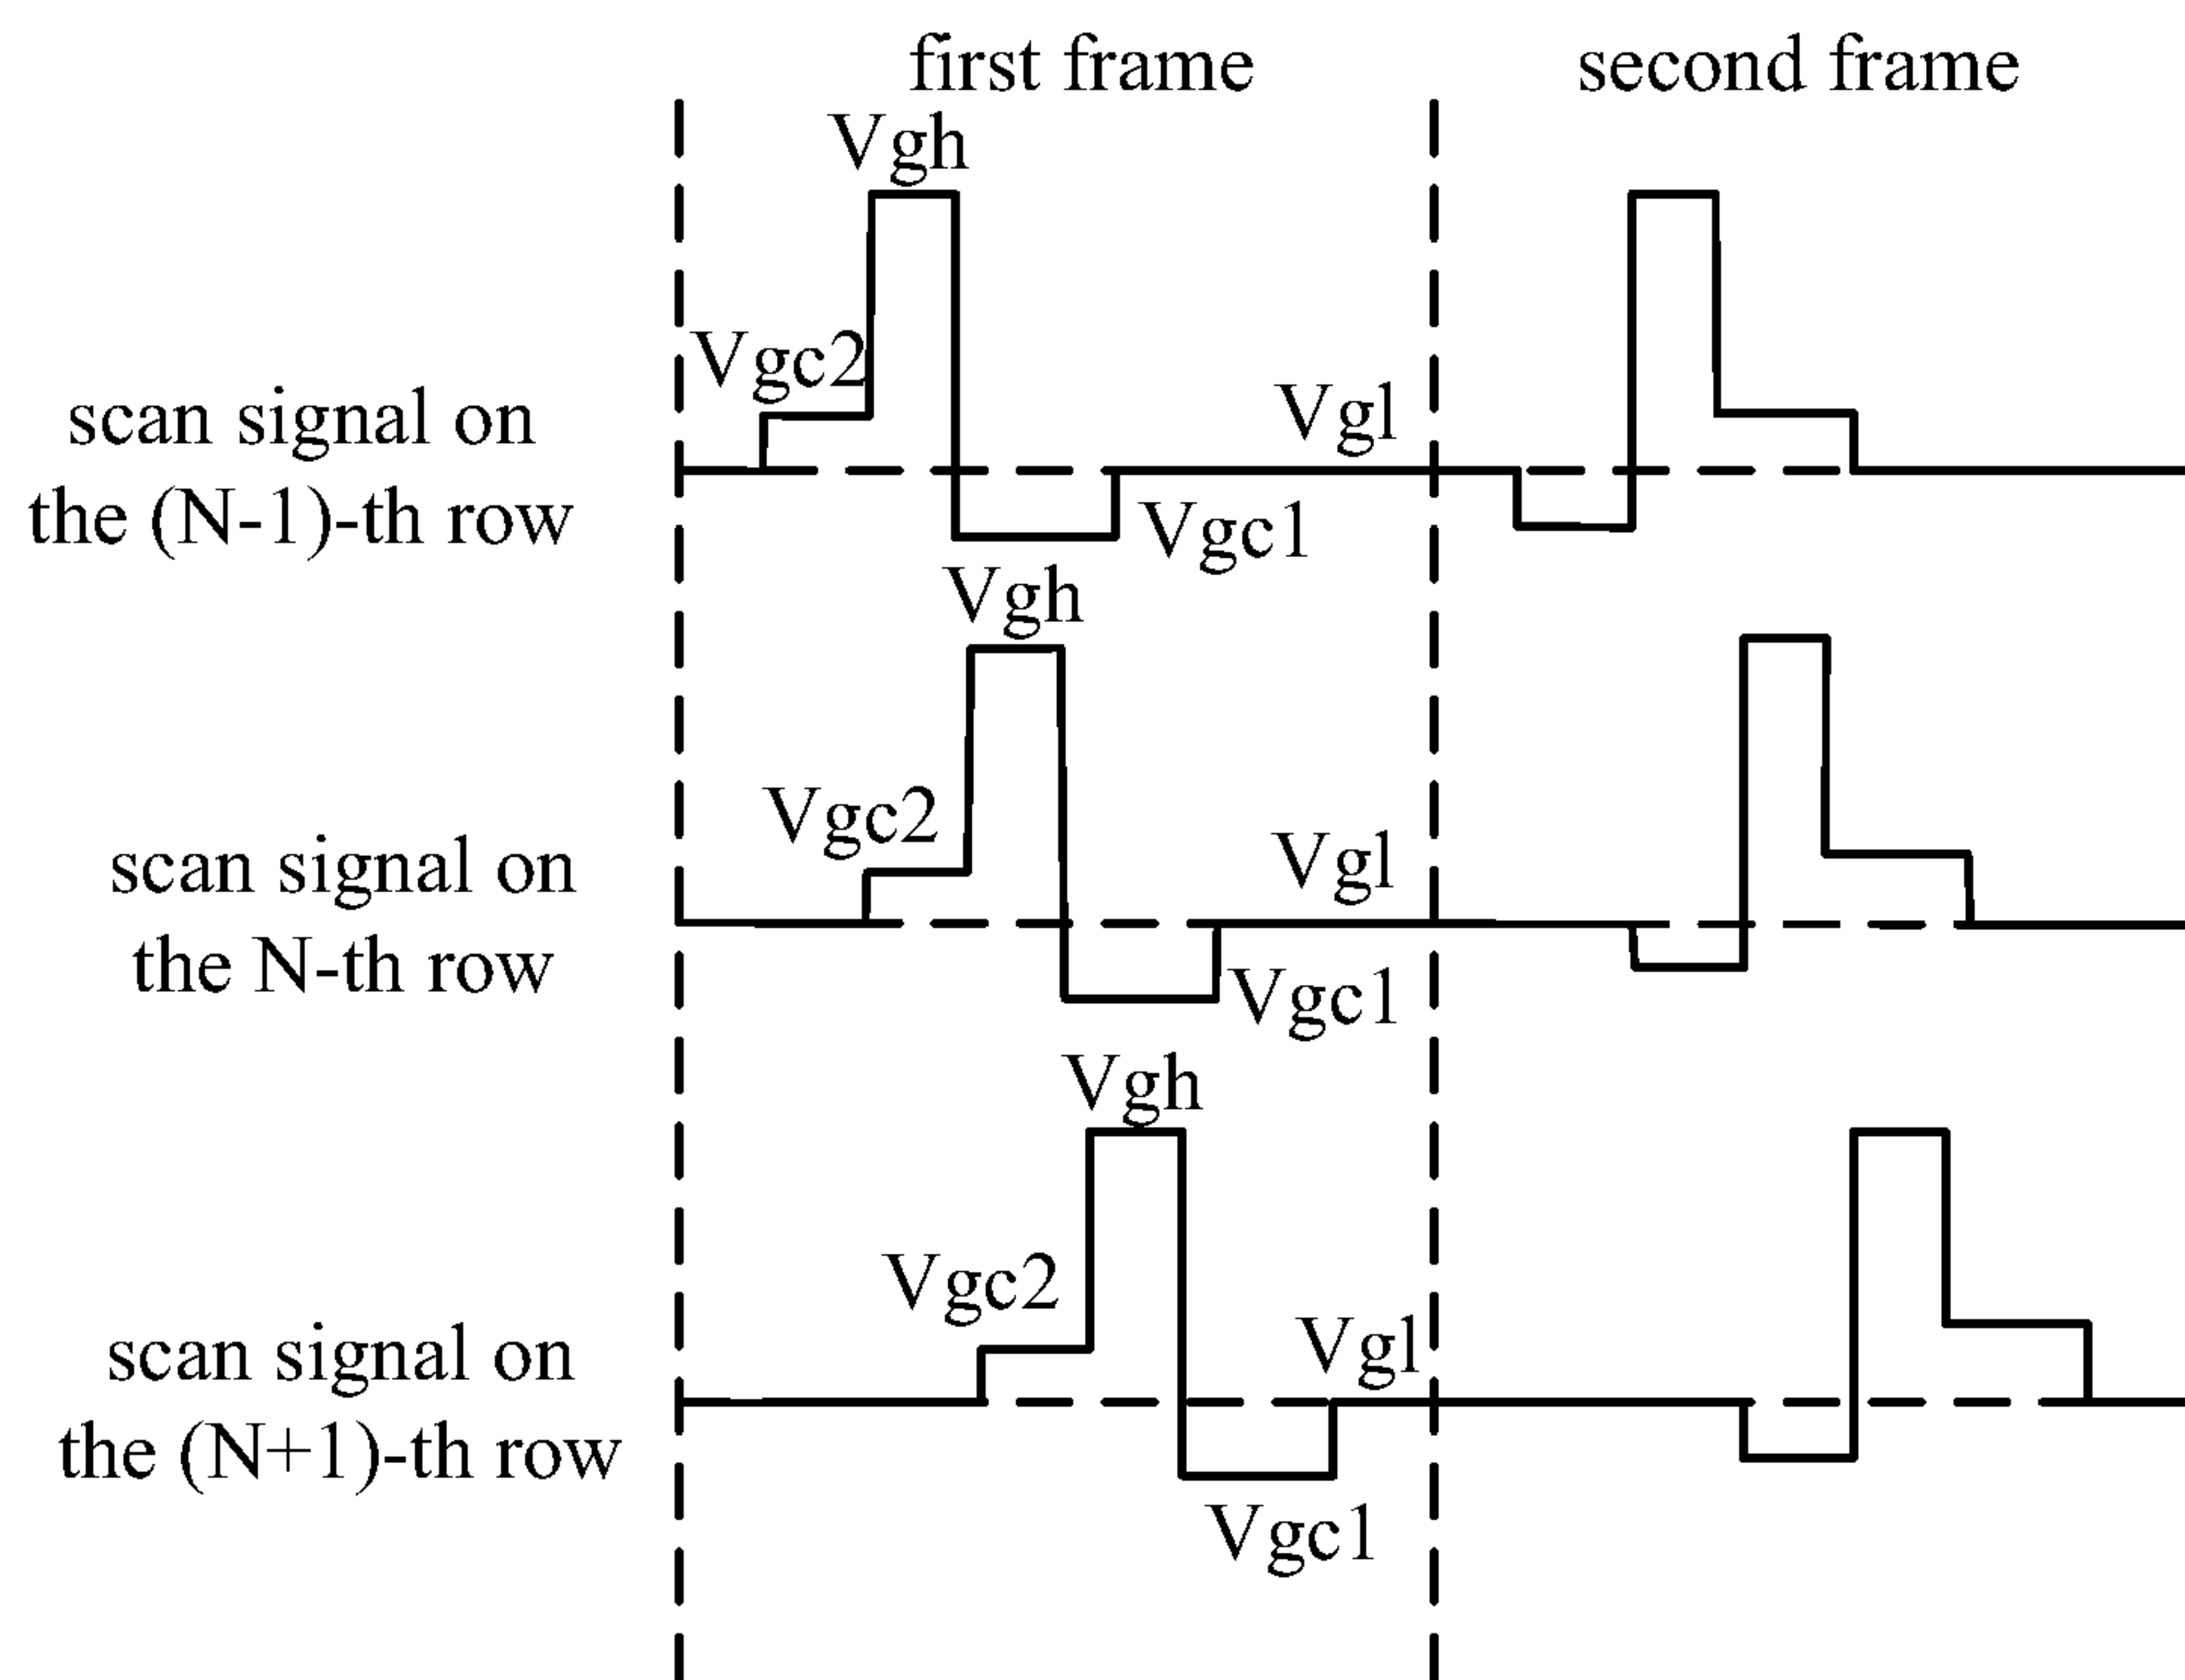 first frame
second frame
Vgh
Vgc2
scan signal on
the (N-1)-th row
Vgl
Vgc1
Vgh
Vgc2
scan signal on
the N-th row
Vgl
Vgc1
Vgh
Vgc2
scan signal on
the (N+1)-th row
Vgl
Vgc1